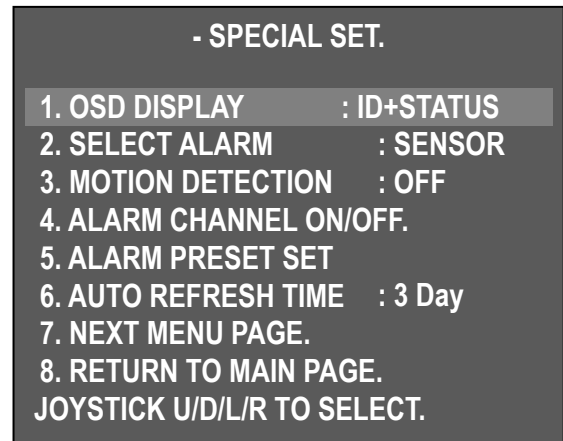 - SPECIAL SET.
1. OSD DISPLAY : ID+STATUS
2. SELECT ALARM : SENSOR
3. MOTION DETECTION : OFF
4. ALARM CHANNEL ON/OFF.
5. ALARM PRESET SET
6. AUTO REFRESH TIME : 3 Day
7. NEXT MENU PAGE.
8. RETURN TO MAIN PAGE.
JOYSTICK U/D/L/R TO SELECT.